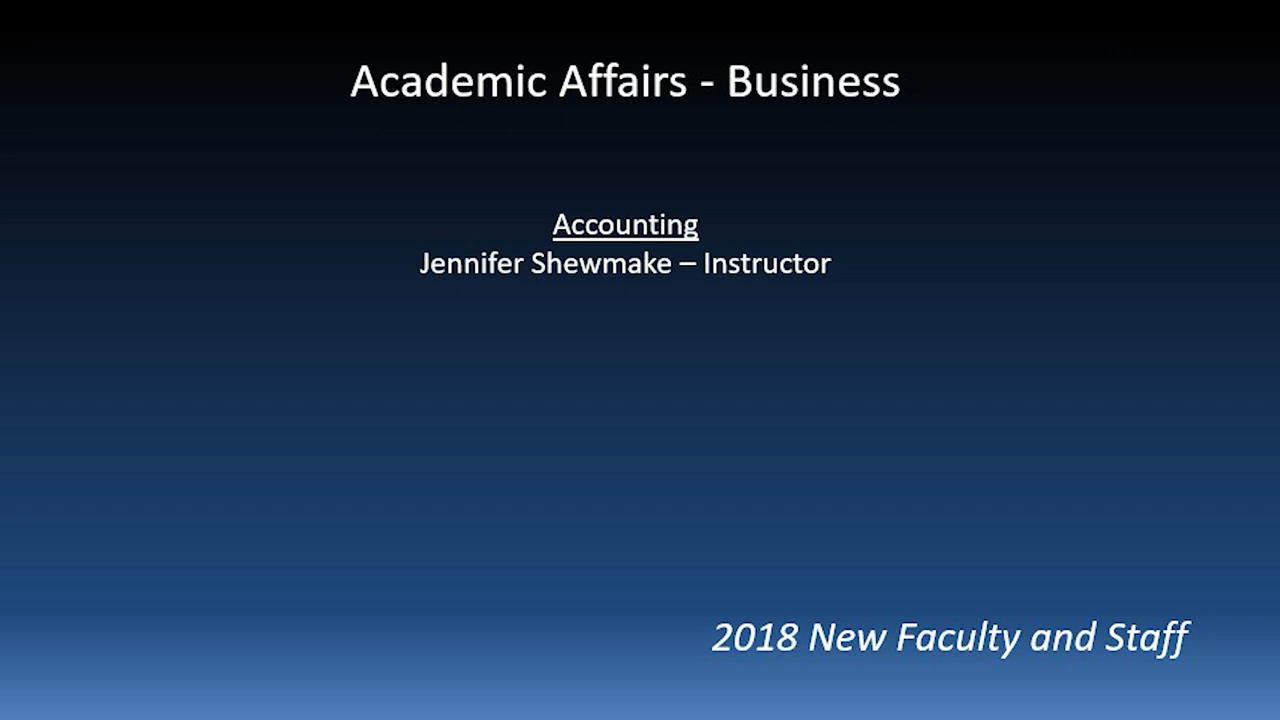 Academic Affairs - Business
Accounting
Jennifer Shewmake – Instructor
2018 New Faculty and Staff